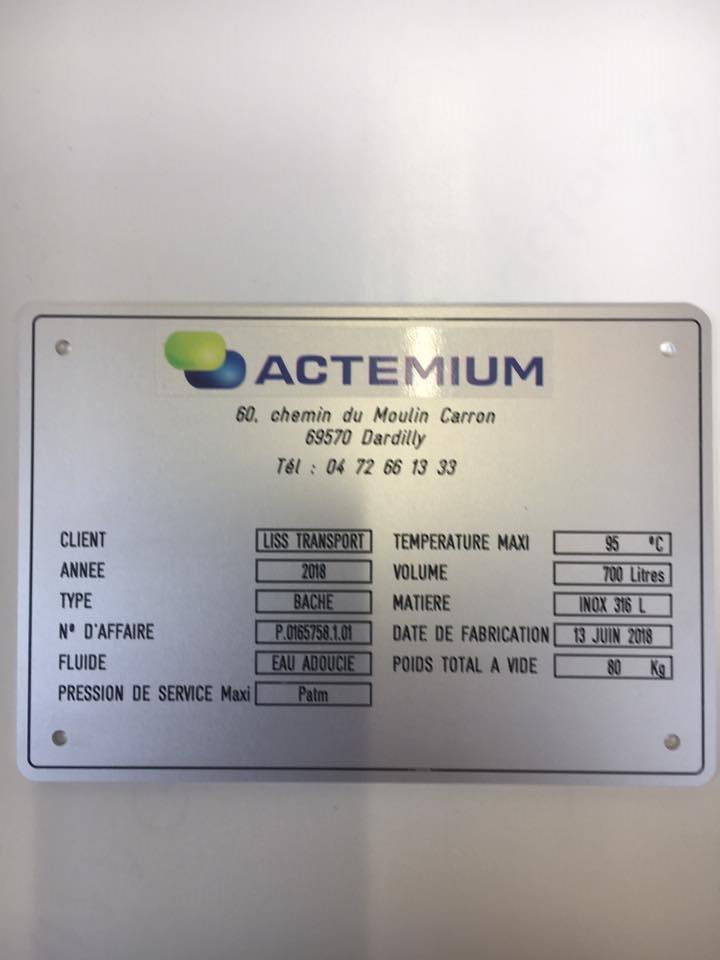 ACTEMIUM
60, chemin du Moulin Carron
69570 Dardilly
Tél : 04 72 66 13 33
CLIENT LISS TRANSPORT TEMPERATURE MAXI 95 °C
ANNEE 2018 VOLUME 700 Litres
TYPE BACHE MATIERE INOX 316 L
N° D'AFFAIRE P.0165758.1.01 DATE DE FABRICATION 13 JUIN 2018
FLUIDE EAU ADOUCIE POIDS TOTAL A VIDE 80 Kg
PRESSION DE SERVICE Maxi Patm